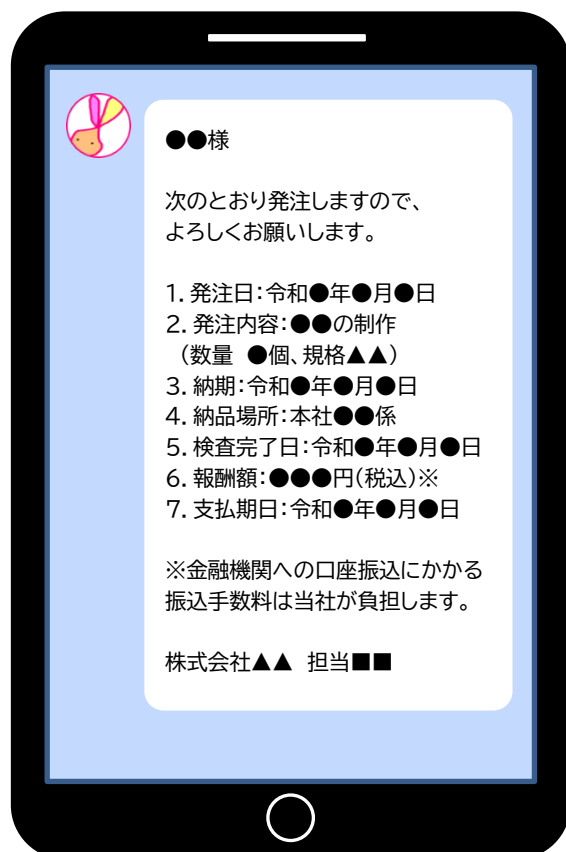 ●●様
次のとおり発注しますので、
よろしくお願いします。
1．発注日：令和●年●月●日
2．発注内容：●●の制作
（数量　●個、規格▲▲）
3．納期：令和●年●月●日
4．納品場所：本社●●係
5．検査完了日：令和●年●月●日
6．報酬額：●●●円（税込）※
7．支払期日：令和●年●月●日
※金融機関への口座振込にかかる
振込手数料は当社が負担します。
株式会社▲▲　担当■■